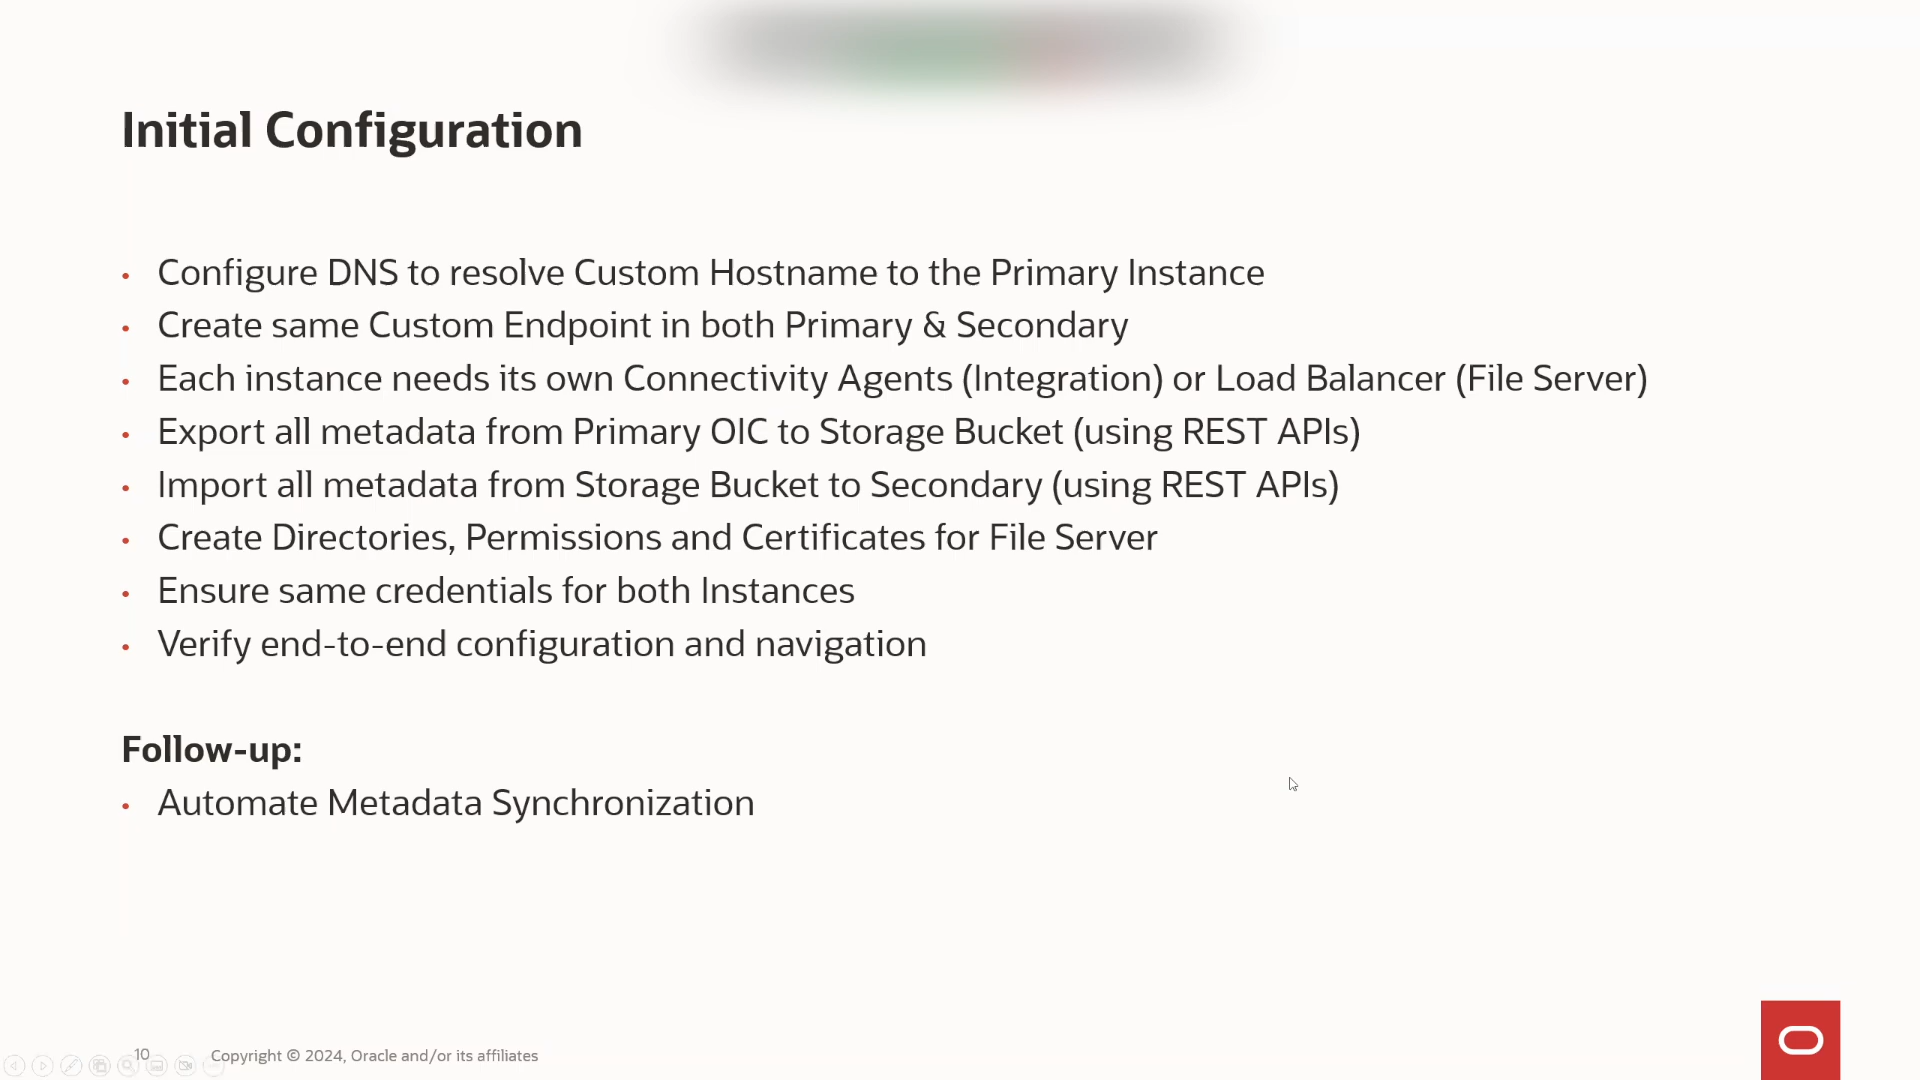 Initial Configuration
• Configure DNS to resolve Custom Hostname to the Primary Instance
• Create same Custom Endpoint in both Primary & Secondary
• Each instance needs its own Connectivity Agents (Integration) or Load Balancer (File Server)
• Export all metadata from Primary OIC to Storage Bucket (using REST APIs)
• Import all metadata from Storage Bucket to Secondary (using REST APIs)
• Create Directories, Permissions and Certificates for File Server
• Ensure same credentials for both Instances
• Verify end-to-end configuration and navigation
Follow-up:
• Automate Metadata Synchronization
10 Copyright © 2024, Oracle and/or its affiliates